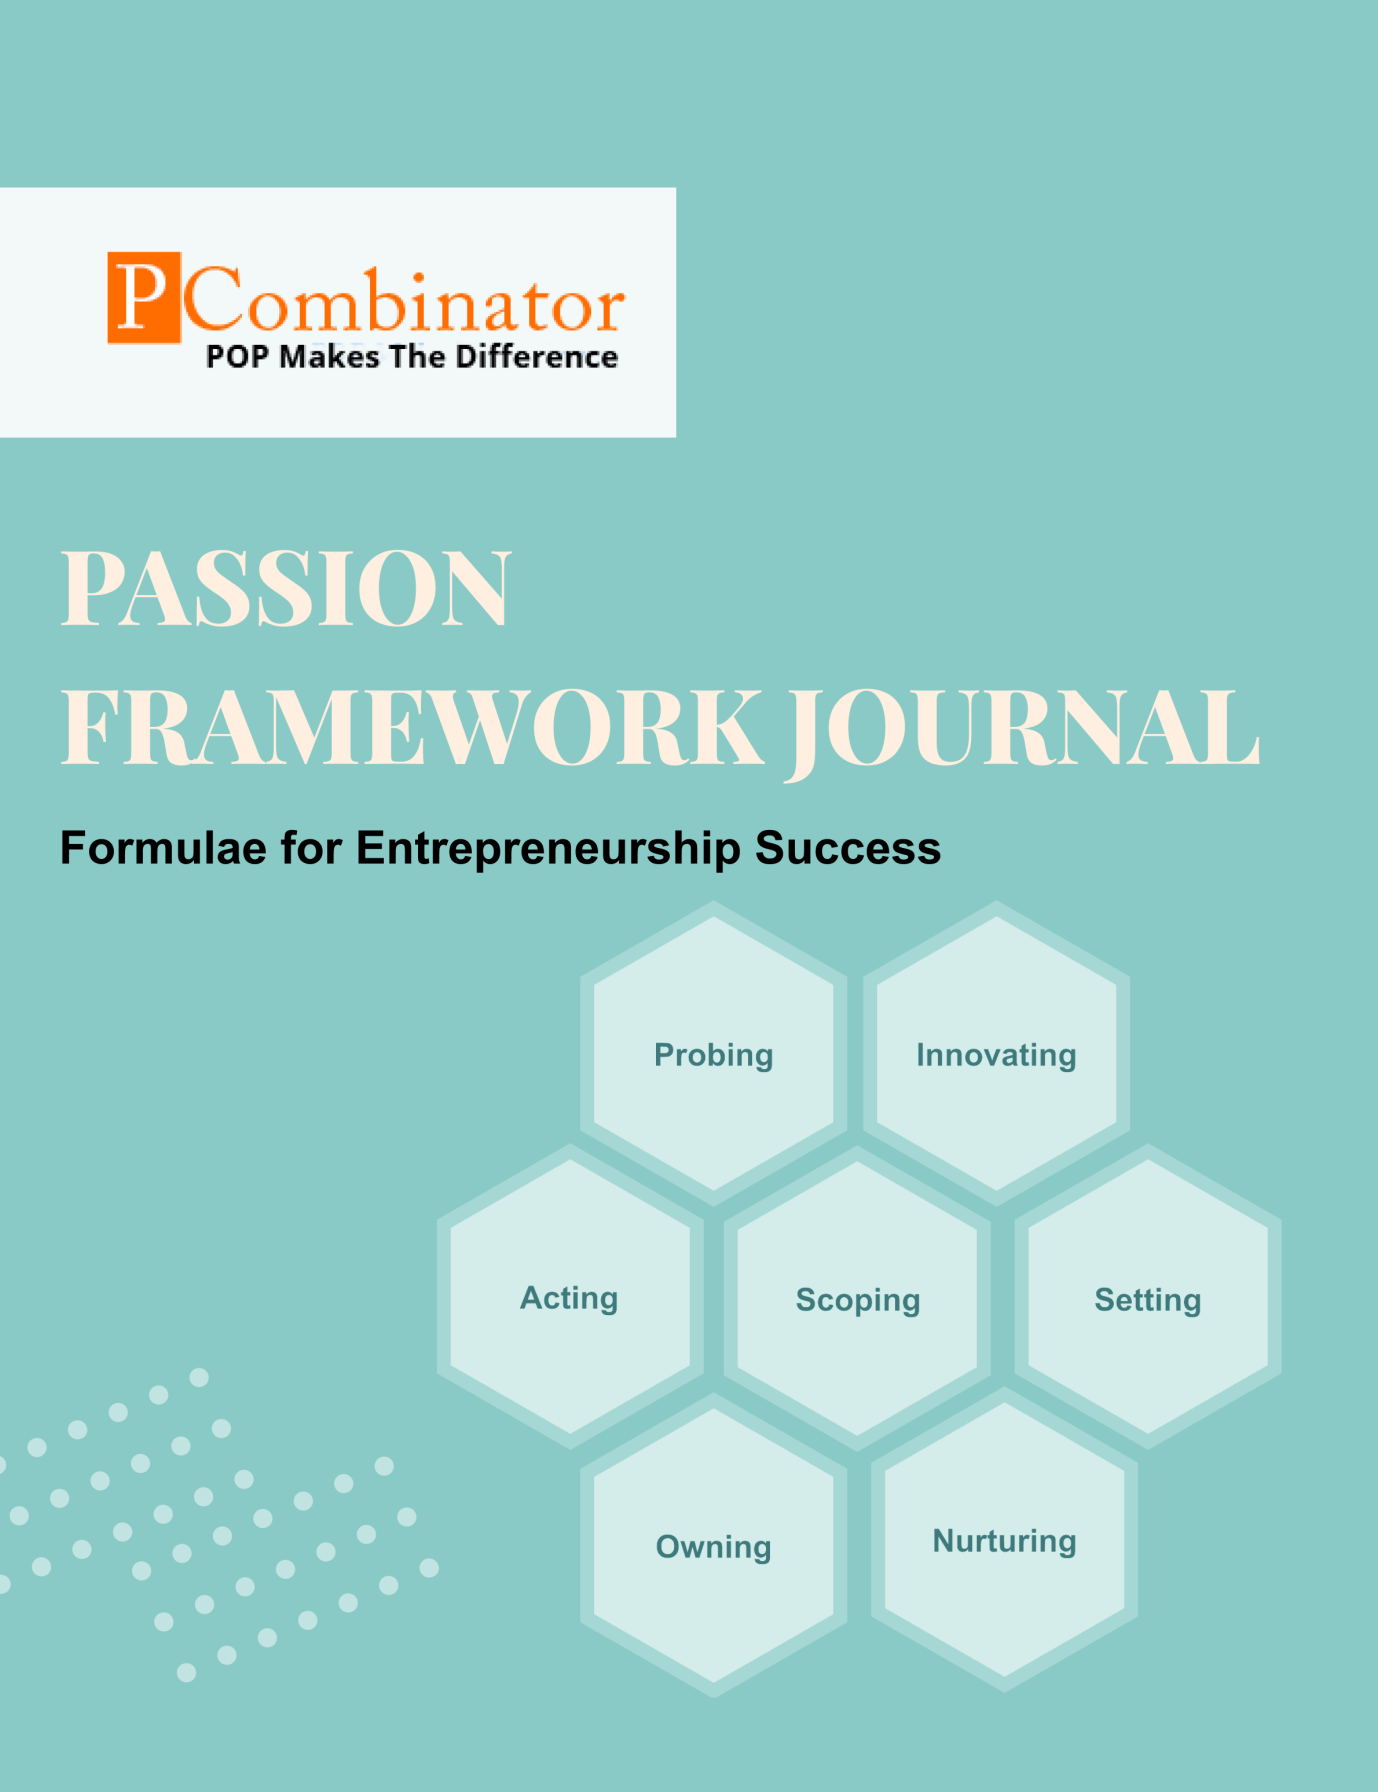 PCombinator
POP Makes The Difference
PASSION
FRAMEWORK JOURNAL
Formulae for Entrepreneurship Success
Probing
Innovating
Acting
Scoping
Setting
Owning
Nurturing